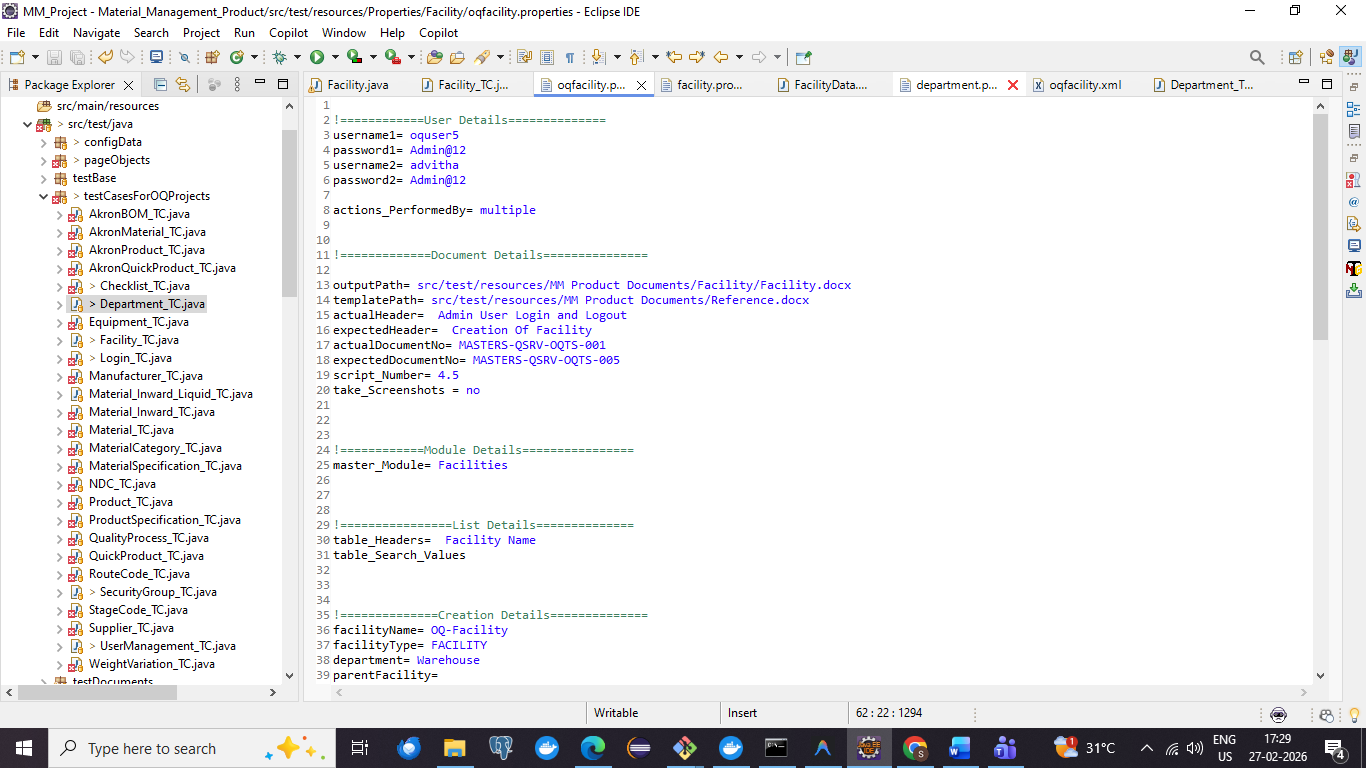 MM_Project - Material_Management_Product/src/test/resources/Properties/Facility/oqfacility.properties - Eclipse IDE
File Edit Navigate Search Project Run Copilot Window Help Copilot
Package Explorer
Facility.java
Facility_TC.j...
oqfacility.p...
facility.pro...
FacilityData....
department.p...
oqfacility.xml
Department_T...
src/main/resources
> src/test/java
> configData
> pageObjects
testBase
> testCasesForOQProjects
AkronBOM_TC.java
AkronMaterial_TC.java
AkronProduct_TC.java
AkronQuickProduct_TC.java
> Checklist_TC.java
> Department_TC.java
Equipment_TC.java
> Facility_TC.java
> Login_TC.java
Manufacturer_TC.java
Material_Inward_Liquid_TC.java
Material_Inward_TC.java
Material_TC.java
MaterialCategory_TC.java
MaterialSpecification_TC.java
NDC_TC.java
Product_TC.java
ProductSpecification_TC.java
QualityProcess_TC.java
QuickProduct_TC.java
RouteCode_TC.java
> SecurityGroup_TC.java
StageCode_TC.java
Supplier_TC.java
> UserManagement_TC.java
WeightVariation_TC.java
testDocuments
1
2 !============User Details==============
3 username1= oquser5
4 password1= Admin@12
5 username2= advitha
6 password2= Admin@12
7
8 actions_PerformedBy= multiple
9
10
11 !=============Document Details===============
12
13 outputPath= src/test/resources/MM Product Documents/Facility/Facility.docx
14 templatePath= src/test/resources/MM Product Documents/Reference.docx
15 actualHeader=  Admin User Login and Logout
16 expectedHeader=  Creation Of Facility
17 actualDocumentNo= MASTERS-QSRV-OQTS-001
18 expectedDocumentNo= MASTERS-QSRV-OQTS-005
19 script_Number= 4.5
20 take_Screenshots = no
21
22
23
24 !============Module Details================
25 master_Module= Facilities
26
27
28
29 !================List Details==============
30 table_Headers=  Facility Name
31 table_Search_Values
32
33
34
35 !==============Creation Details==============
36 facilityName= OQ-Facility
37 facilityType= FACILITY
38 department= Warehouse
39 parentFacility=
Writable
Insert
62 : 22 : 1294
Type here to search
31°C
ENG
US
17:29
27-02-2026
4